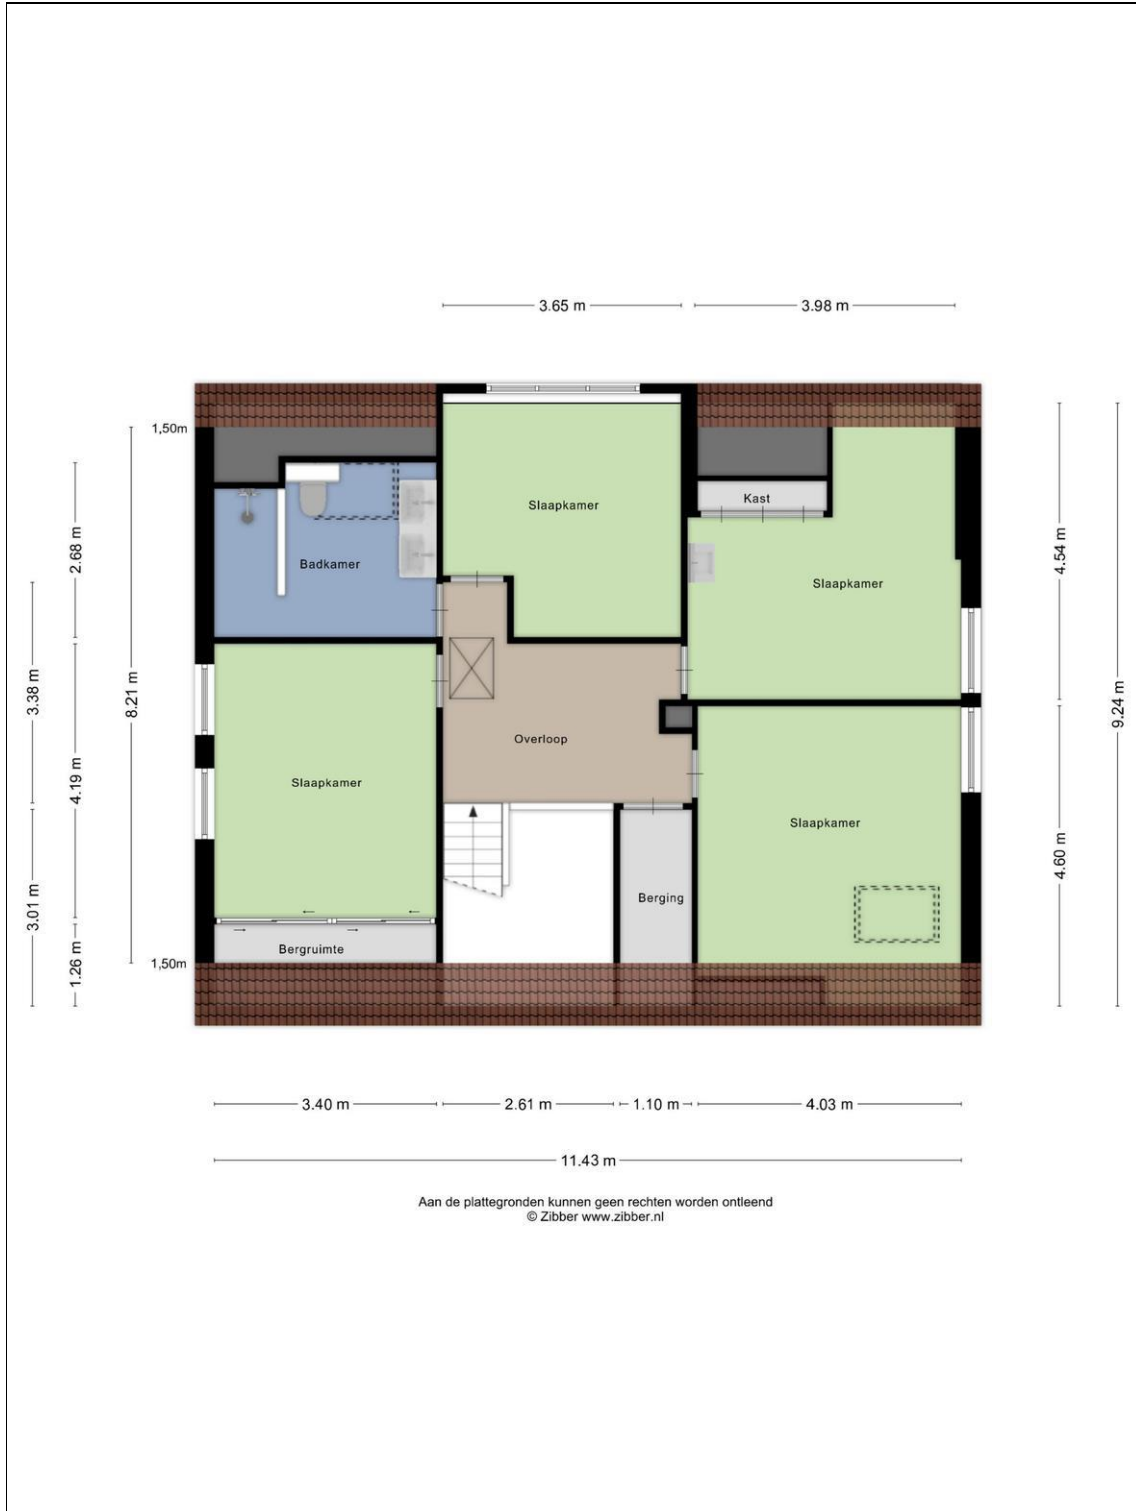 3.65 m
3.98 m
1,50m
Kast
Slaapkamer
Badkamer
Slaapkamer
2.68 m
4.54 m
3.38 m
8.21 m
9.24 m
Overloop
4.19 m
Slaapkamer
Slaapkamer
4.60 m
3.01 m
Berging
Bergruimte
1.26 m
1,50m
3.40 m
2.61 m
1.10 m
4.03 m
11.43 m
Aan de plattegronden kunnen geen rechten worden ontleend
© Zibber www.zibber.nl